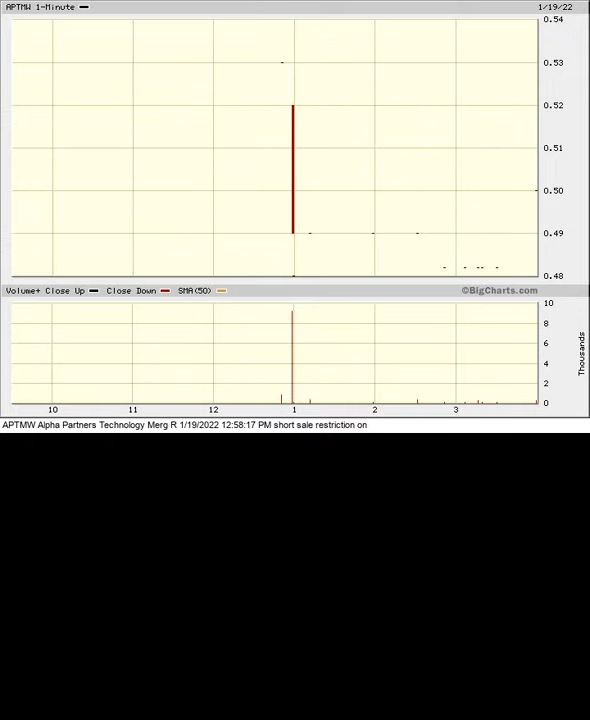 APTMW 1-Minute 1/19/22
0.54
0.53
0.52
0.51
0.50
0.49
0.48
Volume+ Close Up Close Down SMA(50) ©BigCharts.com
10
8
6
4
2
0
Thousands
10 11 12 1 2 3
APTMW Alpha Partners Technology Merg R 1/19/2022 12:58:17 PM short sale restriction on